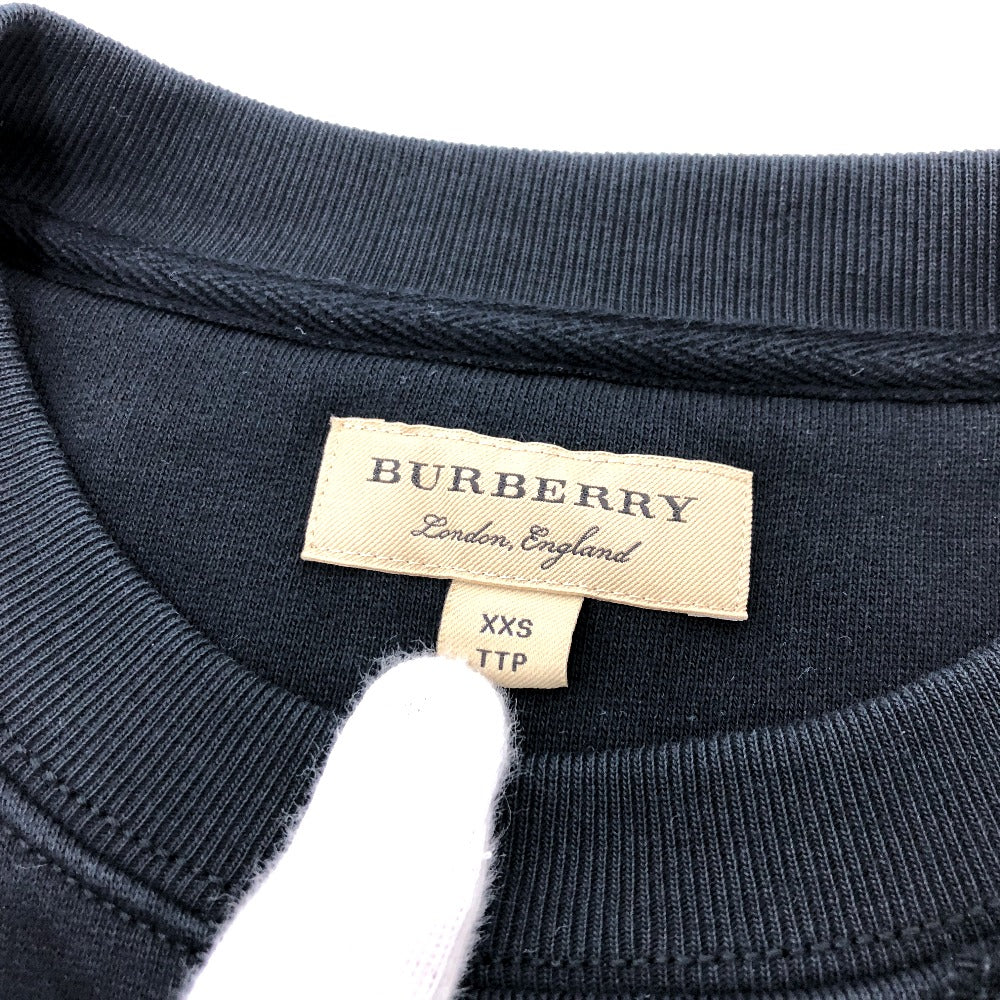 BURBERRY
London, England
XXS
TTP